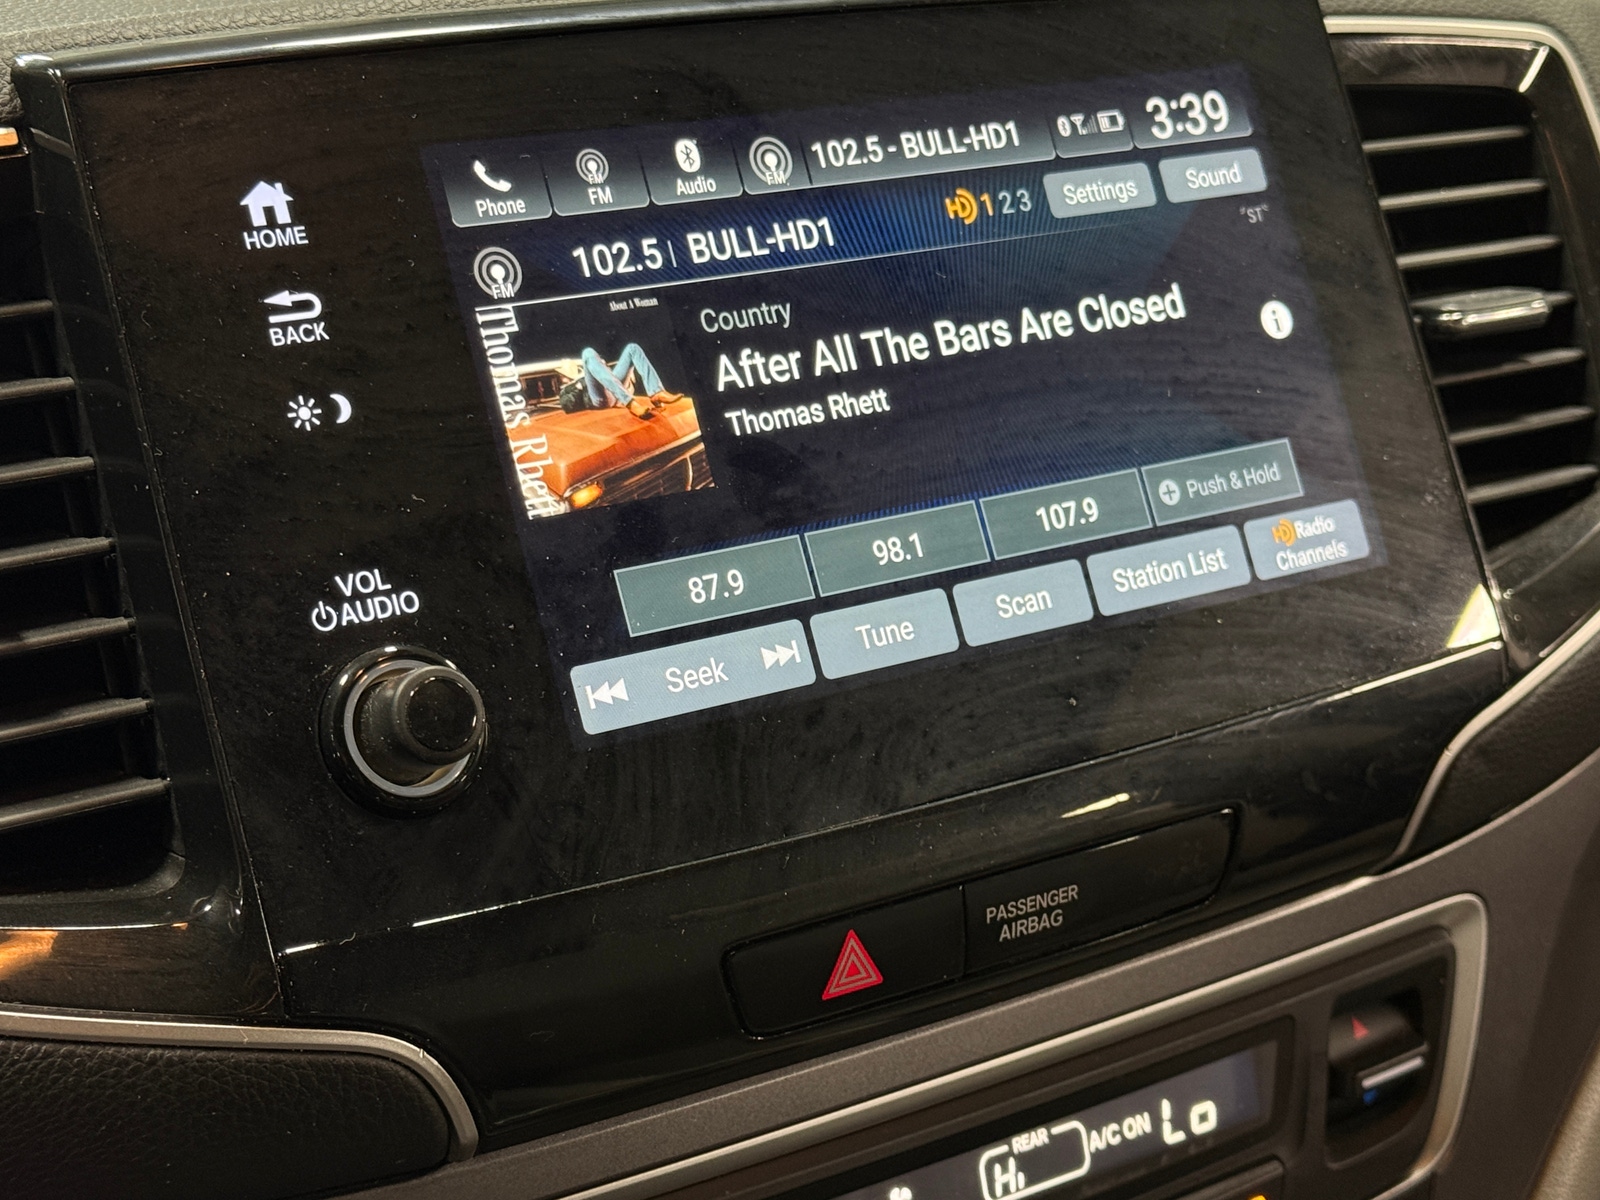 Phone
FM
FM
Audio
FM
102.5 - BULL-HD1
3:39
HOME
FM
102.5 | BULL-HD1
HD 1 2 3
Settings
Sound
"ST"
BACK
About A Woman
Thomas Rhett
Country
After All The Bars Are Closed
i
Thomas Rhett
87.9
98.1
107.9
+ Push & Hold
Seek
Tune
Scan
Station List
HD Radio
Channels
VOL
AUDIO
PASSENGER
AIRBAG
REAR
Hi
A/C ON
Lo